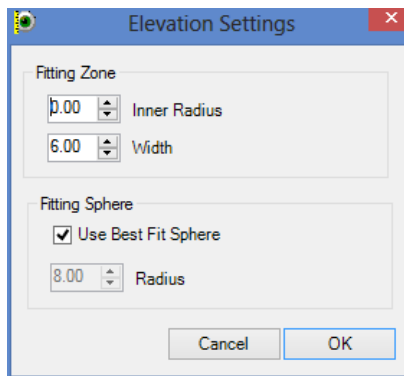 Elevation Settings
Fitting Zone
0.00 Inner Radius
6.00 Width
Fitting Sphere
Use Best Fit Sphere
8.00 Radius
Cancel OK